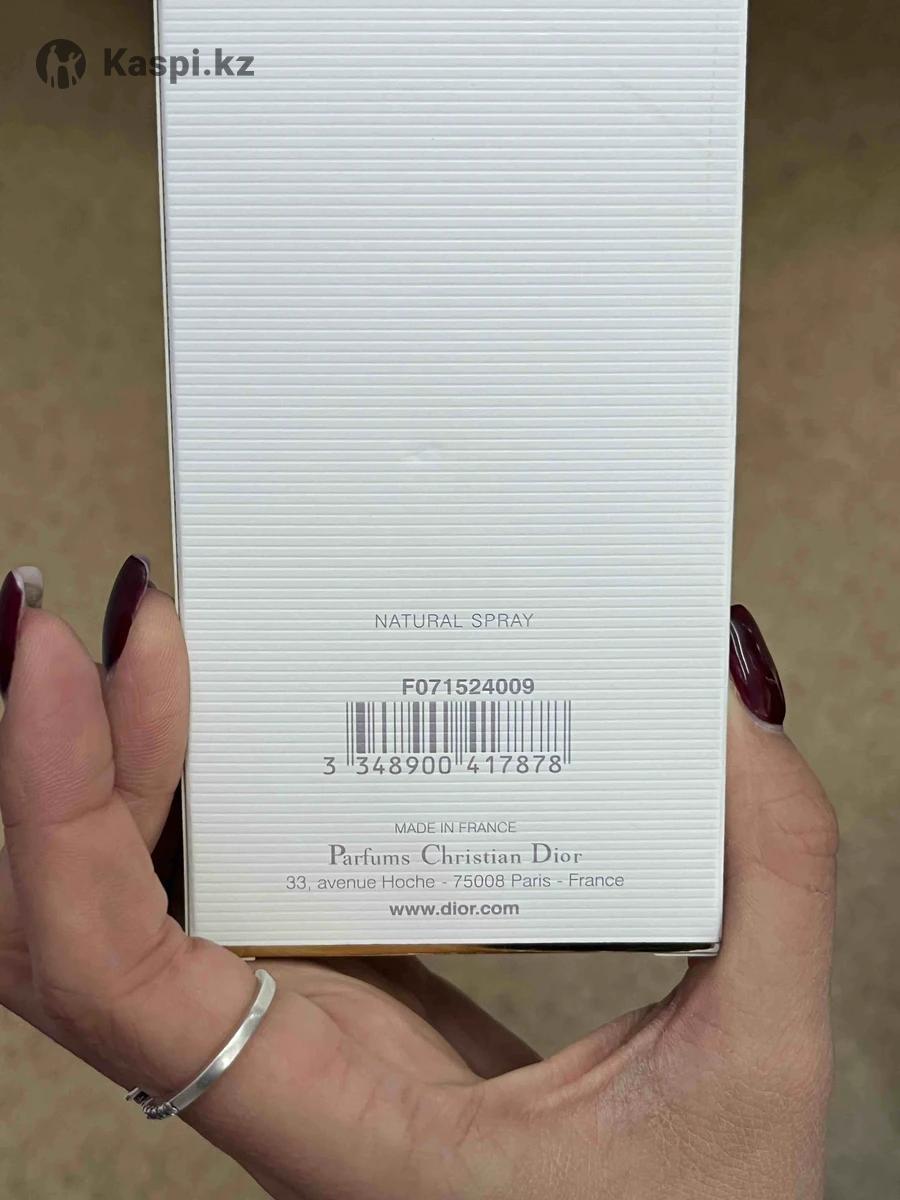 Kaspi.kz
NATURAL SPRAY
F071524009
3 348900 417878
MADE IN FRANCE
Parfums Christian Dior
33, avenue Hoche - 75008 Paris - France
www.dior.com